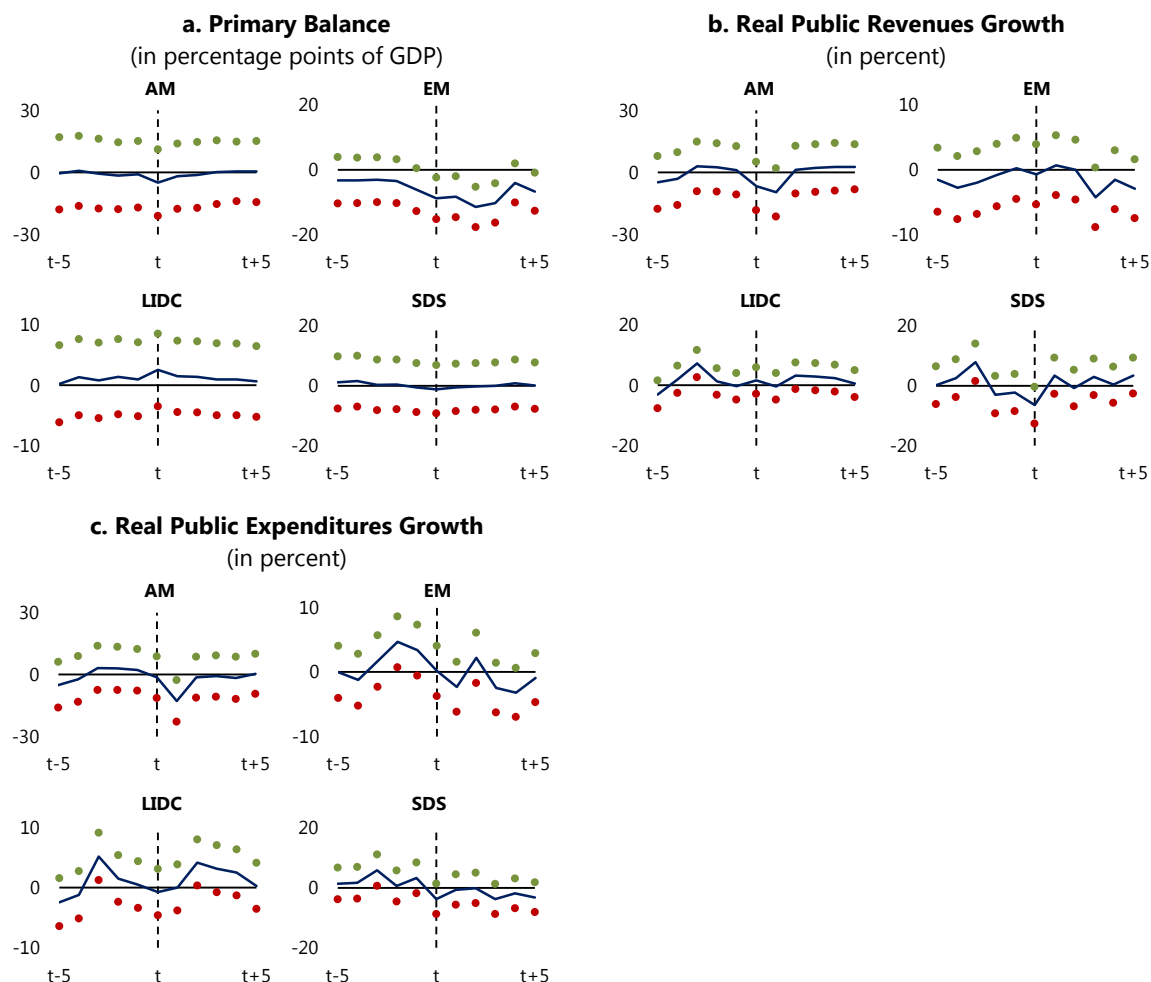 a. Primary Balance
(in percentage points of GDP)
AM
30
0
-30
t-5 t t+5
EM
20
0
-20
t-5 t t+5
LIDC
10
0
-10
t-5 t t+5
SDS
20
0
-20
t-5 t t+5
b. Real Public Revenues Growth
(in percent)
AM
30
0
-30
t-5 t t+5
EM
10
0
-10
t-5 t t+5
LIDC
20
0
-20
t-5 t t+5
SDS
20
0
-20
t-5 t t+5
c. Real Public Expenditures Growth
(in percent)
AM
30
0
-30
t-5 t t+5
EM
10
0
-10
t-5 t t+5
LIDC
10
0
-10
t-5 t t+5
SDS
20
0
-20
t-5 t t+5